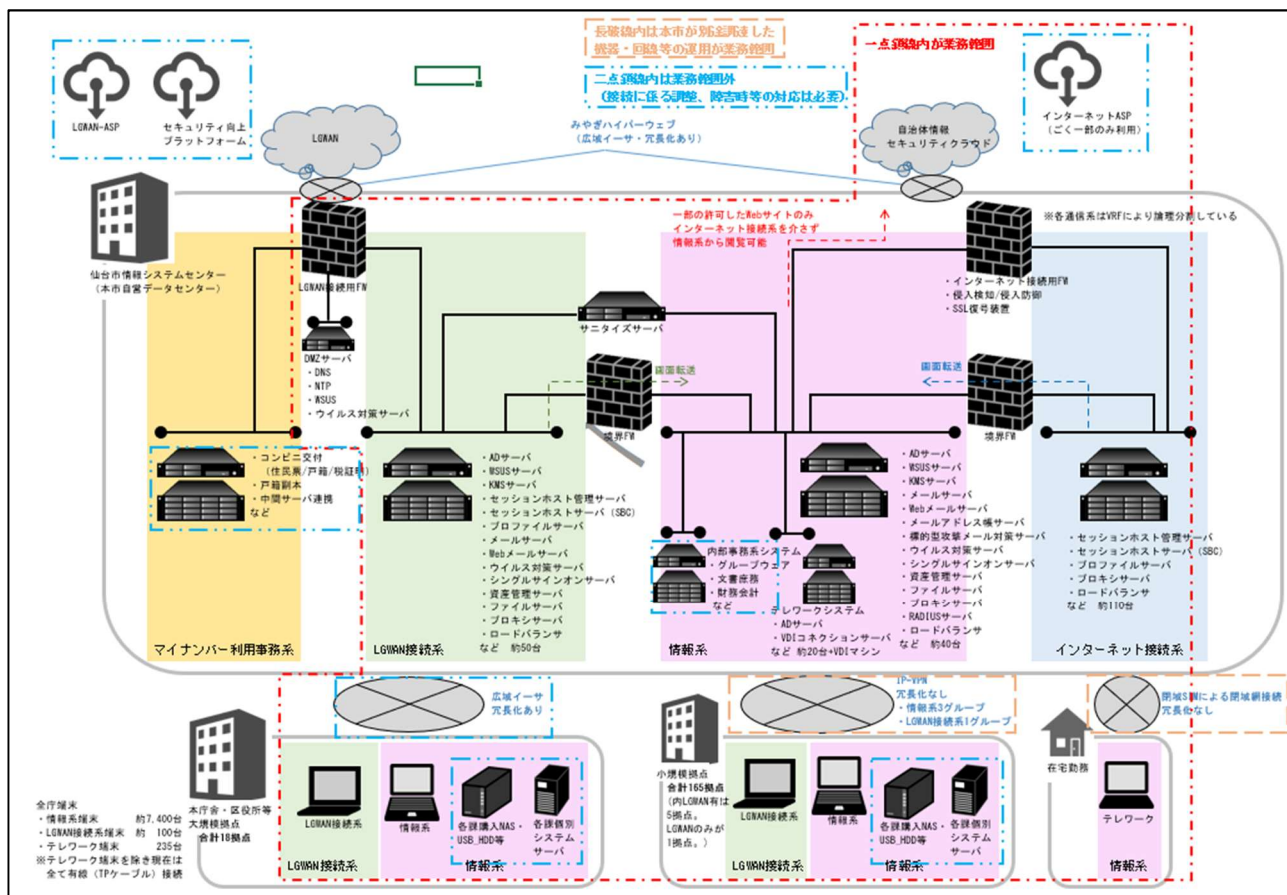 長破線内は本市が別途調達した
機器・回線等の運用が業務範囲
一点鎖線内が業務範囲
二点鎖線内は業務範囲外
(接続に係る調整、障害時等の対応は必要)
LGWAN-ASP
セキュリティ向上
プラットフォーム
みやぎハイパーウェブ
(広域イーサ・冗長化あり)
LGWAN
自治体情報
セキュリティクラウド
インターネットASP
(ごく一部のみ利用)
仙台市情報システムセンター
(本市自営データセンター)
LGWAN接続用FW
一部の許可したWebサイトのみ
インターネット接続系を介さず
情報系から閲覧可能
※各通信系はVRFにより論理分割している
・インターネット接続用FW
・侵入検知/侵入防御
・SSL復号装置
DMZサーバ
・DNS
・NTP
・WSUS
・ウイルス対策サーバ
サニタイズサーバ
画面転送
境界FW
画面転送
境界FW
・コンビニ交付
(住民票/戸籍/税証明)
・戸籍副本
・中間サーバ連携
など
マイナンバー利用事務系
・ADサーバ
・WSUSサーバ
・KMSサーバ
・セッションホスト管理サーバ
・セッションホストサーバ(SBC)
・プロファイルサーバ
・メールサーバ
・Webメールサーバ
・ウイルス対策サーバ
・シングルサインオンサーバ
・資産管理サーバ
・ファイルサーバ
・プロキシサーバ
・ロードバランサ
など 約50台
LGWAN接続系
内部事務系システム
・グループウェア
・文書庶務
・財務会計
など
テレワークシステム
・ADサーバ
・VDIコネクションサーバ
など 約20台+VDIマシン
・ADサーバ
・WSUSサーバ
・KMSサーバ
・メールサーバ
・Webメールサーバ
・メールアドレス帳サーバ
・標的型攻撃メール対策サーバ
・ウイルス対策サーバ
・シングルサインオンサーバ
・資産管理サーバ
・ファイルサーバ
・プロキシサーバ
・RADIUSサーバ
・ロードバランサ
など 約40台
情報系
・セッションホスト管理サーバ
・セッションホストサーバ(SBC)
・プロファイルサーバ
・プロキシサーバ
・ロードバランサ
など 約110台
インターネット接続系
広域イーサ
冗長化あり
IP-VPN
冗長化なし
・情報系3グループ
・LGWAN接続系1グループ
閉域SIMによる閉域網接続
冗長化なし
全庁端末
・情報系端末 約7,400台
・LGWAN接続系端末 約 100台
・テレワーク端末 235台
※テレワーク端末を除き現在は
全て有線(TPケーブル)接続
本庁舎・区役所等
大規模拠点
合計18拠点
LGWAN接続系
情報系
各課購入NAS・
USB_HDD等
各課個別
システム
サーバ
LGWAN接続系
情報系
小規模拠点
合計165拠点
(内LGWAN有は
5拠点。
LGWANのみが
1拠点。)
LGWAN接続系
情報系
各課購入NAS・
USB_HDD等
各課個別
システム
サーバ
LGWAN接続系
情報系
在宅勤務
テレワーク
情報系